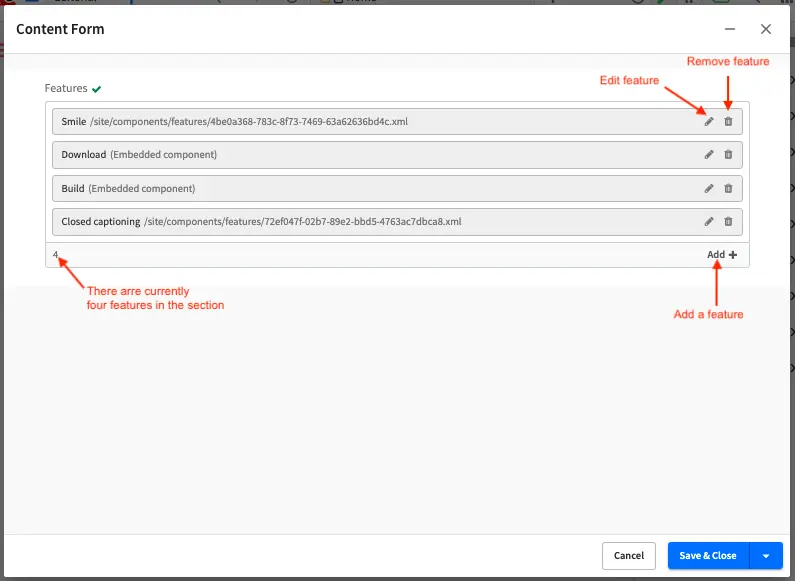 Content Form
Remove feature
Edit feature
Features
Smile /site/components/features/4be0a368-783c-8f73-7469-63a62636bd4c.xml
Download (Embedded component)
Build (Embedded component)
Closed captioning /site/components/features/72ef047f-02b7-89e2-bbd5-4763ac7dbca8.xml
4
Add
There arre currently
four features in the section
Add a feature
Cancel
Save & Close